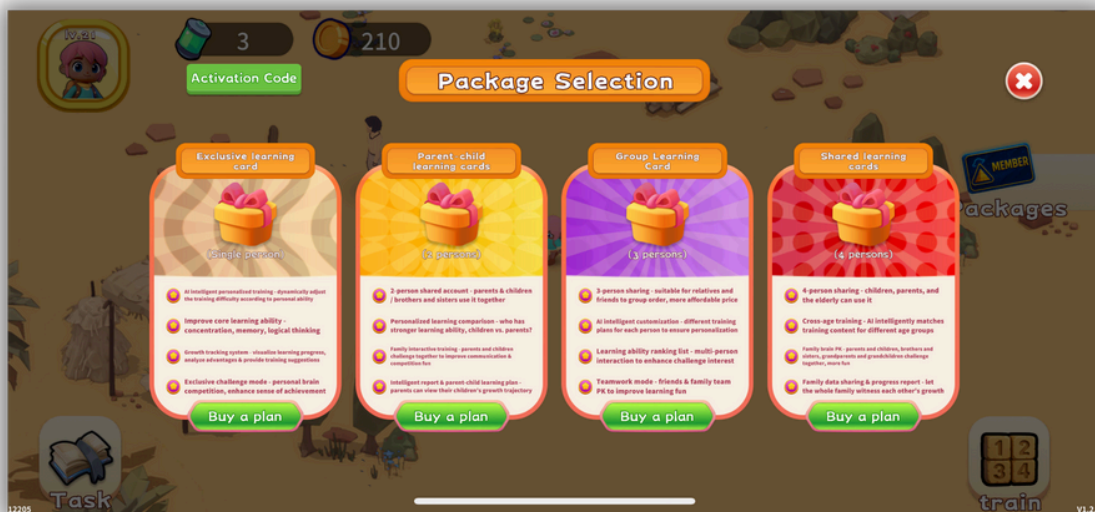 lv.21
3
210
Activation Code
Package Selection
MEMBER
Packages
Exclusive learning
card
(Single person)
AI intelligent personalized training - dynamically adjust
the training difficulty according to personal ability
Improve core learning ability -
concentration, memory, logical thinking
Growth tracking system - visualize learning progress,
analyze advantages & provide training suggestions
Exclusive challenge mode - personal brain
competition, enhance sense of achievement
Buy a plan
Parent-child
learning cards
(2 persons)
2-person shared account - parents & children
/ brothers and sisters use it together
Personalized learning comparison - who has
stronger learning ability, children vs. parents?
Family interactive training - parents and children
challenge together to improve communication &
competition fun
Intelligent report & parent-child learning plan -
parents can view their children's growth trajectory
Buy a plan
Group Learning
Card
(3 persons)
3-person sharing - suitable for relatives and
friends to group order, more affordable price
AI intelligent customization - different training
plans for each person to ensure personalization
Learning ability ranking list - multi-person
interaction to enhance challenge interest
Teamwork mode - friends & family team
PK to improve learning fun
Buy a plan
Shared learning
cards
(4 persons)
4-person sharing - children, parents, and
the elderly can use it
Cross-age training - AI intelligently matches
training content for different age groups
Family brain PK - parents and children, brothers and
sisters, grandparents and grandchildren challenge
together, more fun
Family data sharing & progress report - let
the whole family witness each other's growth
Buy a plan
Task
1 2
3 4
train
12205
V1.2